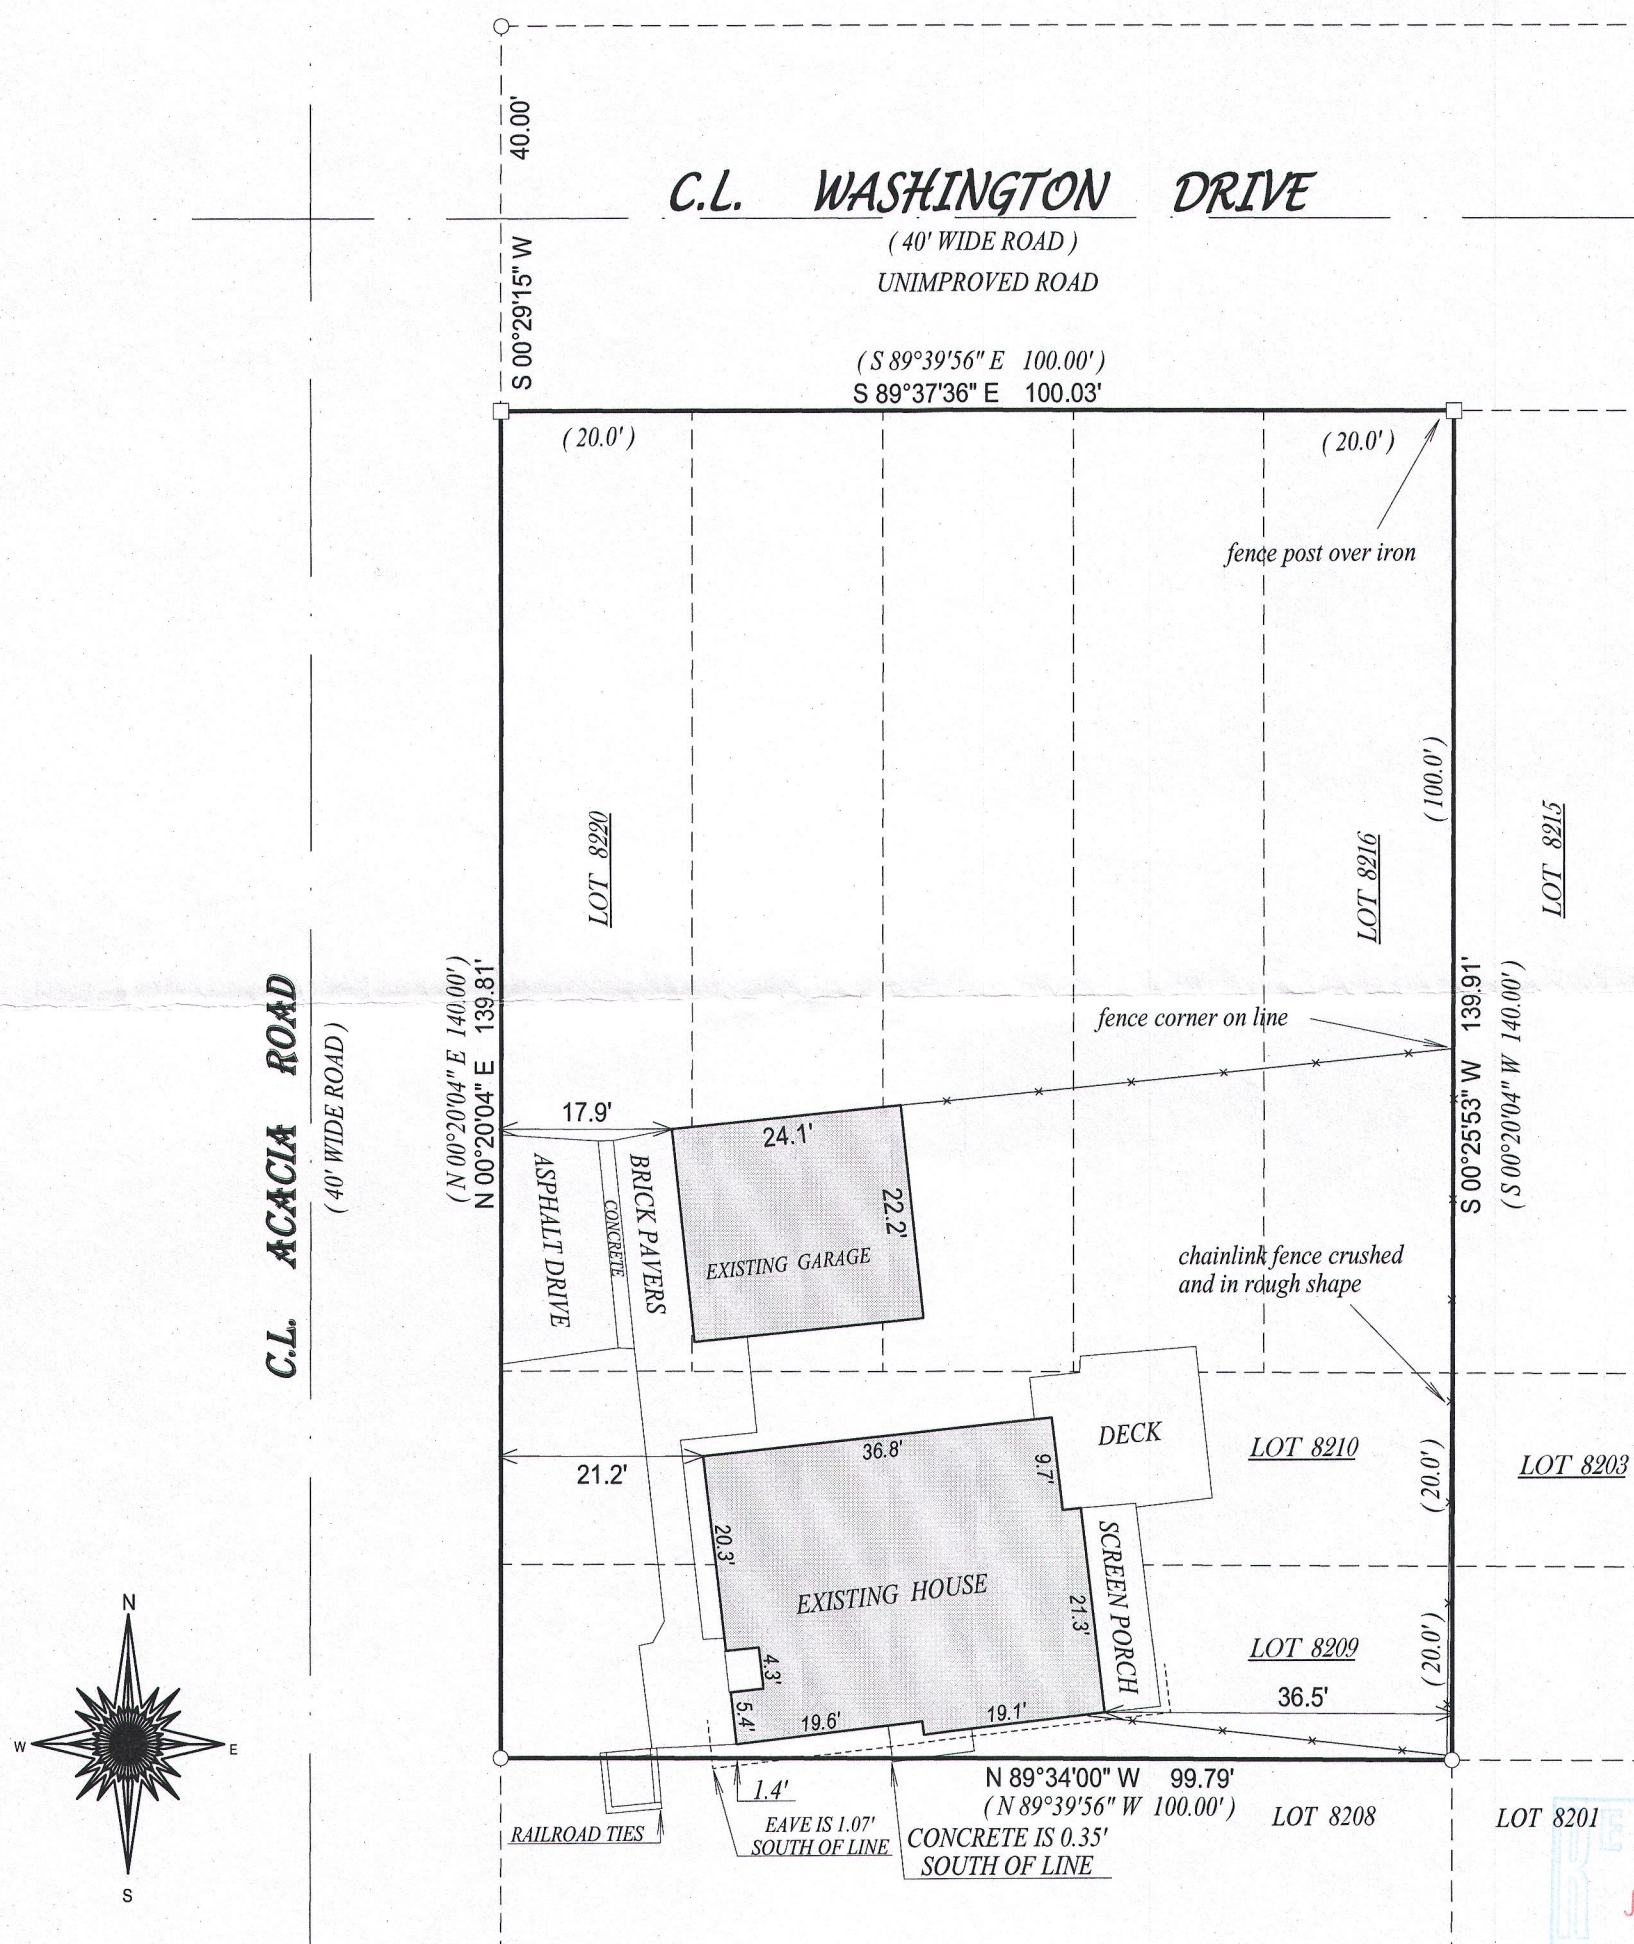 40.00'
S 00°29'15" W
C.L. WASHINGTON DRIVE
( 40' WIDE ROAD )
UNIMPROVED ROAD
( S 89°39'56" E 100.00' )
S 89°37'36" E 100.03'
( 20.0' )
( 20.0' )
fence post over iron
( 100.0' )
LOT 8220
LOT 8216
LOT 8215
C.L. ACACIA ROAD
( 40' WIDE ROAD )
( N 00°20'04" E 140.00' )
N 00°20'04" E 139.81'
S 00°25'53" W 139.91'
( S 00°20'04" W 140.00' )
fence corner on line
17.9'
24.1'
22.2'
ASPHALT DRIVE
CONCRETE
BRICK PAVERS
EXISTING GARAGE
chainlink fence crushed
and in rough shape
DECK
LOT 8210
( 20.0' )
LOT 8203
21.2'
36.8'
9.7'
20.3'
EXISTING HOUSE
21.3'
SCREEN PORCH
LOT 8209
( 20.0' )
4.3'
5.4'
19.6'
19.1'
36.5'
N
W
E
S
N 89°34'00" W 99.79'
( N 89°39'56" W 100.00' )
1.4'
RAILROAD TIES
EAVE IS 1.07'
SOUTH OF LINE
CONCRETE IS 0.35'
SOUTH OF LINE
LOT 8208
LOT 8201